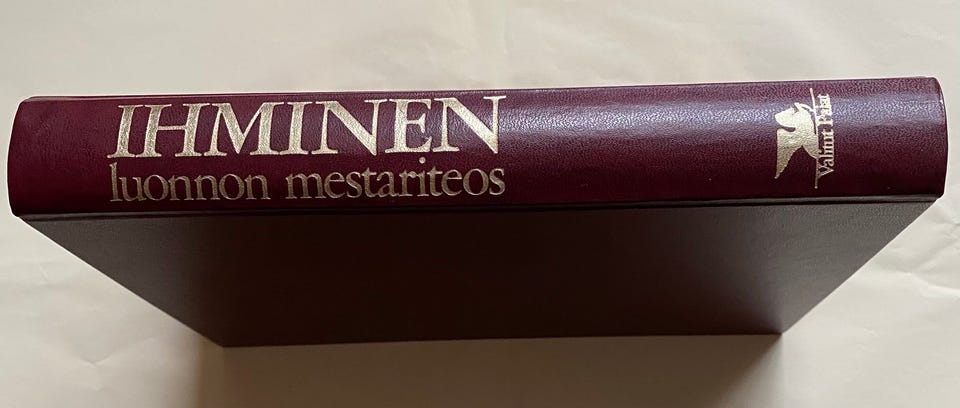 IHMINEN
luonnon mestariteos
Valitut Palat